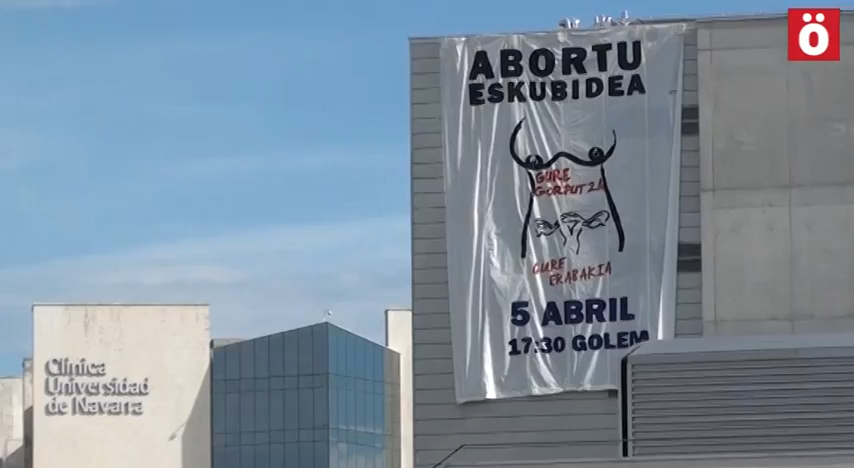 ö
ABORTU
ESKUBIDEA
GURE
GORPUTZA
GURE
ERABAKIA
5 ABRIL
17:30 GOLEM
Clínica
Universidad
de Navarra